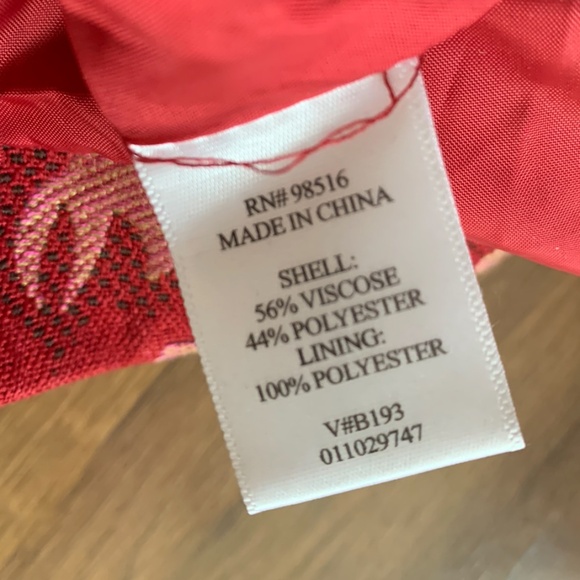 RN# 98516
MADE IN CHINA
SHELL:
56% VISCOSE
44% POLYESTER
LINING:
100% POLYESTER
V#B193
011029747